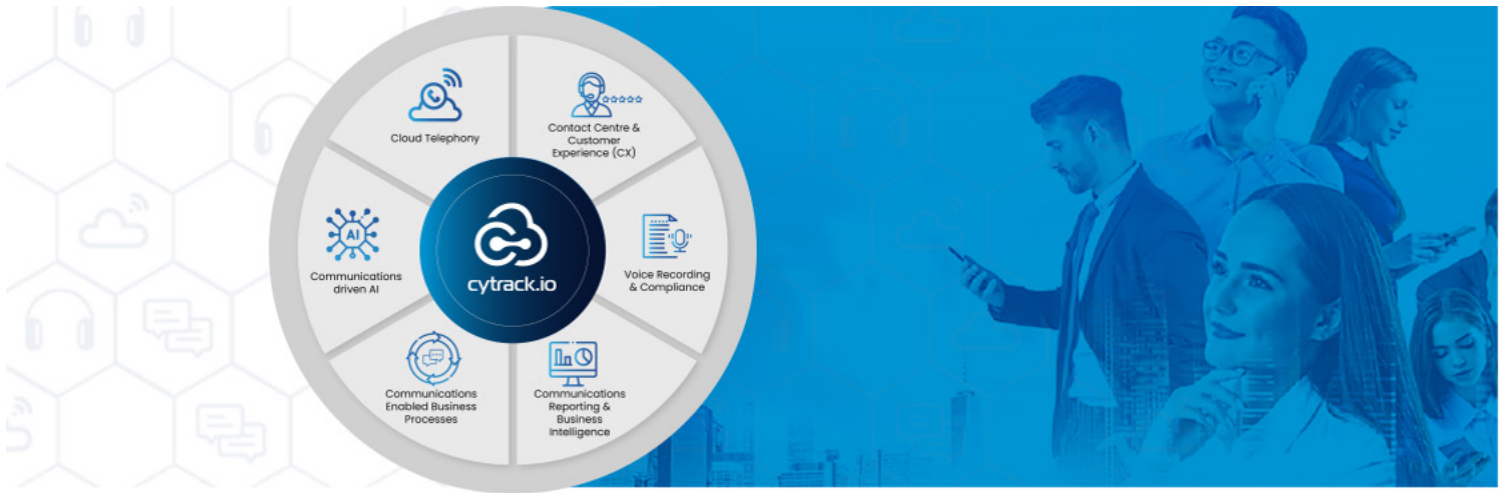 Cloud Telephony
Contact Centre &
Customer
Experience (CX)
AI
Communications
driven AI
cytrack.io
Voice Recording
& Compliance
Communications
Enabled Business
Processes
Communications
Reporting &
Business
Intelligence